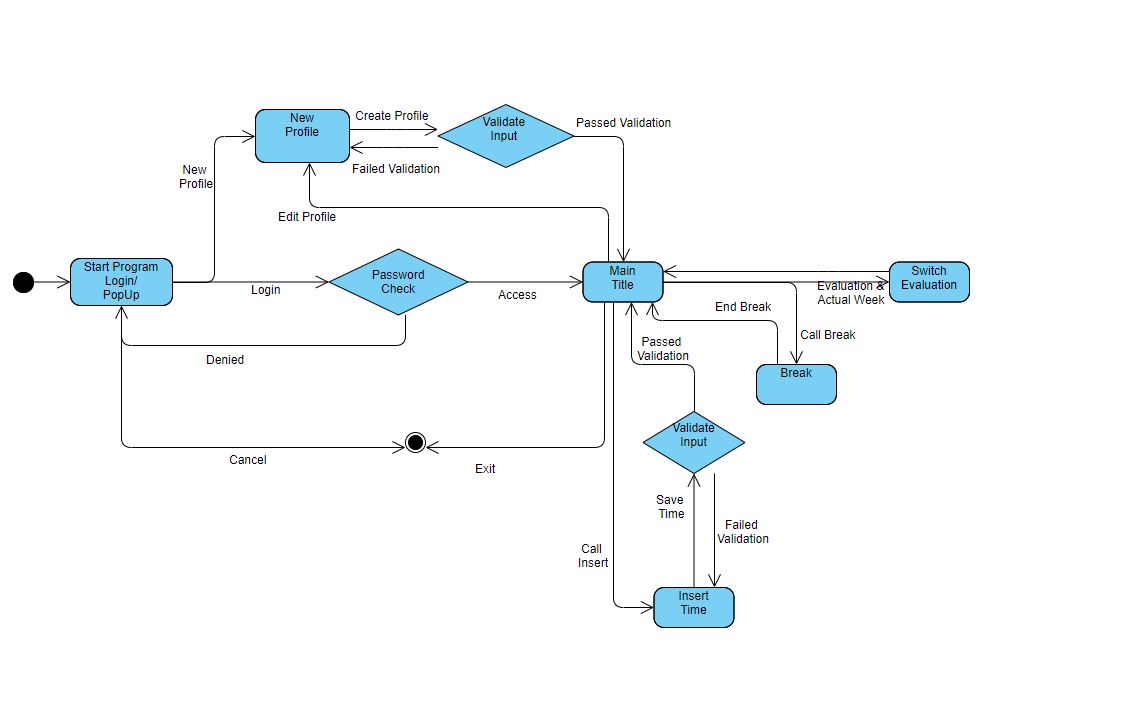 New
Profile
Create Profile
Validate
Input
Passed Validation
Failed Validation
New
Profile
Edit Profile
Start Program
Login/
PopUp
Login
Password
Check
Access
Main
Title
Switch
Evaluation
Evaluation &
Actual Week
End Break
Call Break
Denied
Passed
Validation
Break
Validate
Input
Cancel
Exit
Save
Time
Failed
Validation
Call
Insert
Insert
Time